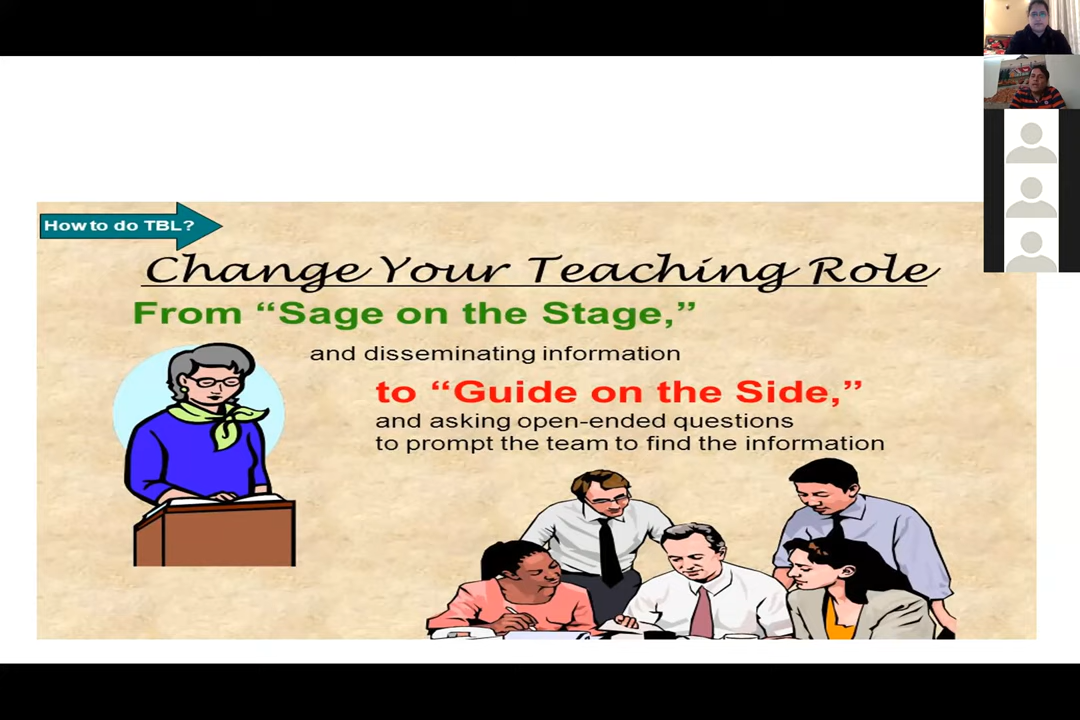 How to do TBL?
Change Your Teaching Role
From “Sage on the Stage,”
and disseminating information
to “Guide on the Side,”
and asking open-ended questions
to prompt the team to find the information